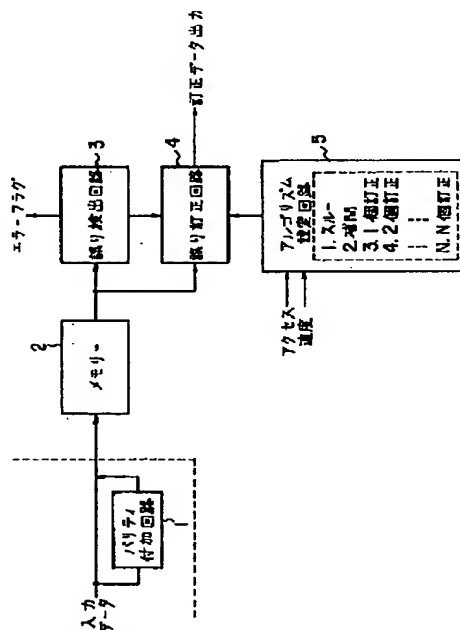 エラーフラグ
3
誤り検出回路
4
誤り訂正回路
訂正データ出力
2
メモリー
5
アルゴリズム
設定回路
1.スルー
2.補間
3.1個訂正
4.2個訂正
N.N個訂正
アクセス
速度
入力
データ
パリティ
付加回路
1